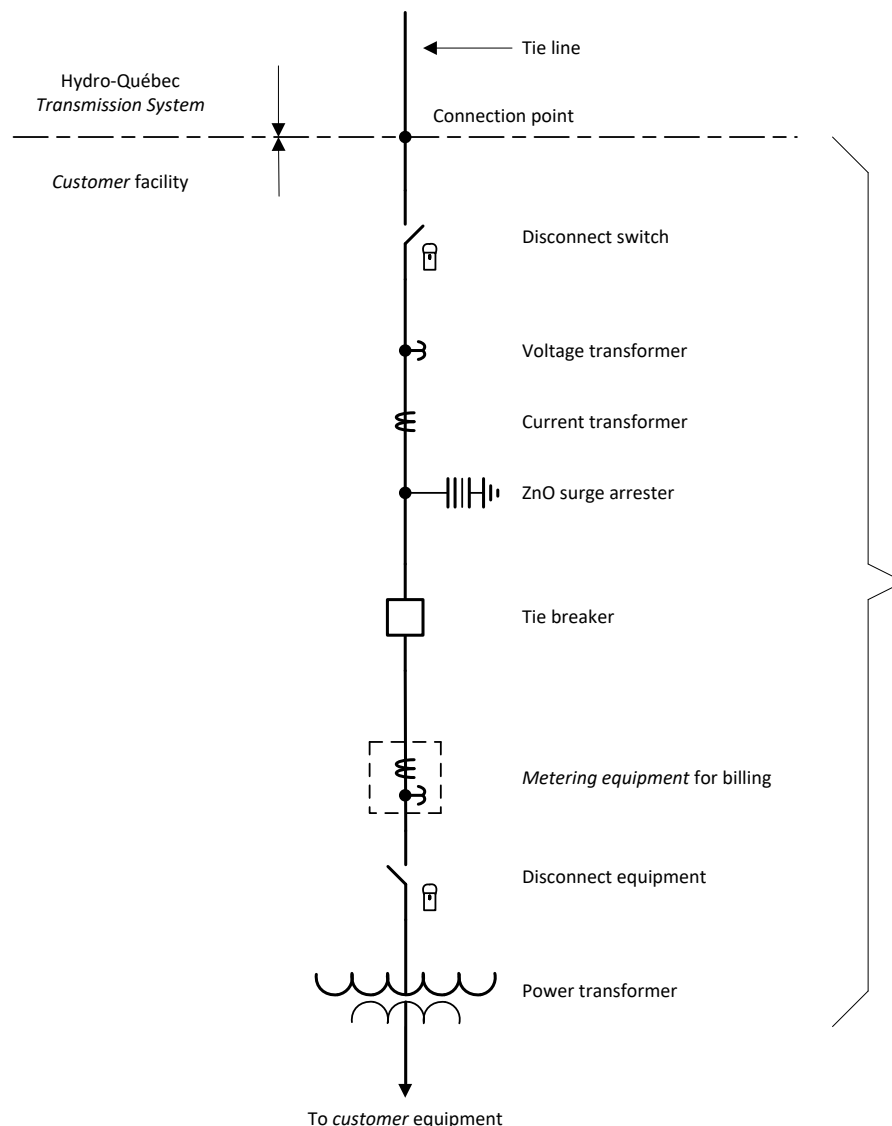 Tie line
Hydro-Québec
Transmission System
Connection point
Customer facility
Disconnect switch
Voltage transformer
Current transformer
ZnO surge arrester
Tie breaker
Metering equipment for billing
Disconnect equipment
Power transformer
To customer equipment